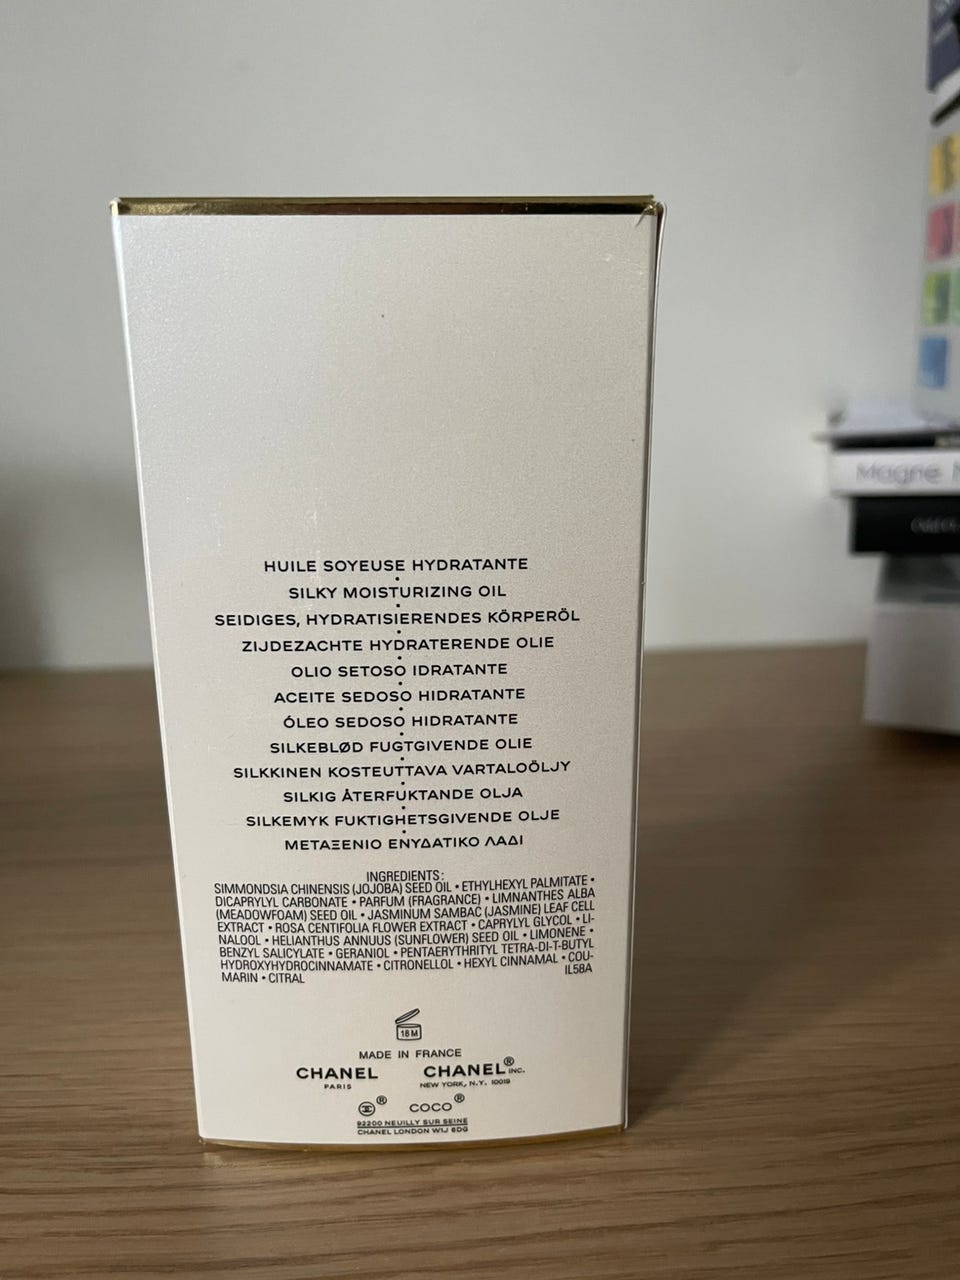 HUILE SOYEUSE HYDRATANTE
•
SILKY MOISTURIZING OIL
•
SEIDIGES, HYDRATISIERENDES KÖRPERÖL
•
ZIJDEZACHTE HYDRATERENDE OLIE
•
OLIO SETOSO IDRATANTE
•
ACEITE SEDOSO HIDRATANTE
•
ÓLEO SEDOSO HIDRATANTE
•
SILKEBLØD FUGTGIVENDE OLIE
•
SILKKINEN KOSTEUTTAVA VARTALOÖLJY
•
SILKIG ÅTERFUKTANDE OLJA
•
SILKEMYK FUKTIGHETSGIVENDE OLJE
•
ΜΕΤΑΞΕΝΙΟ ΕΝΥΔΑΤΙΚΟ ΛΑΔΙ
INGREDIENTS:
SIMMONDSIA CHINENSIS (JOJOBA) SEED OIL • ETHYLHEXYL PALMITATE •
DICAPRYLYL CARBONATE • PARFUM (FRAGRANCE) • LIMNANTHES ALBA
(MEADOWFOAM) SEED OIL • JASMINUM SAMBAC (JASMINE) LEAF CELL
EXTRACT • ROSA CENTIFOLIA FLOWER EXTRACT • CAPRYLYL GLYCOL • LI-
NALOOL • HELIANTHUS ANNUUS (SUNFLOWER) SEED OIL • LIMONENE •
BENZYL SALICYLATE • GERANIOL • PENTAERYTHRITYL TETRA-DI-T-BUTYL
HYDROXYHYDROCINNAMATE • CITRONELLOL • HEXYL CINNAMAL • COU-
MARIN • CITRAL IL58A
18M
MADE IN FRANCE
CHANEL CHANEL® INC.
PARIS NEW YORK, N.Y. 10019
® COCO®
92200 NEUILLY SUR SEINE
CHANEL LONDON W1J 6DG
Magne